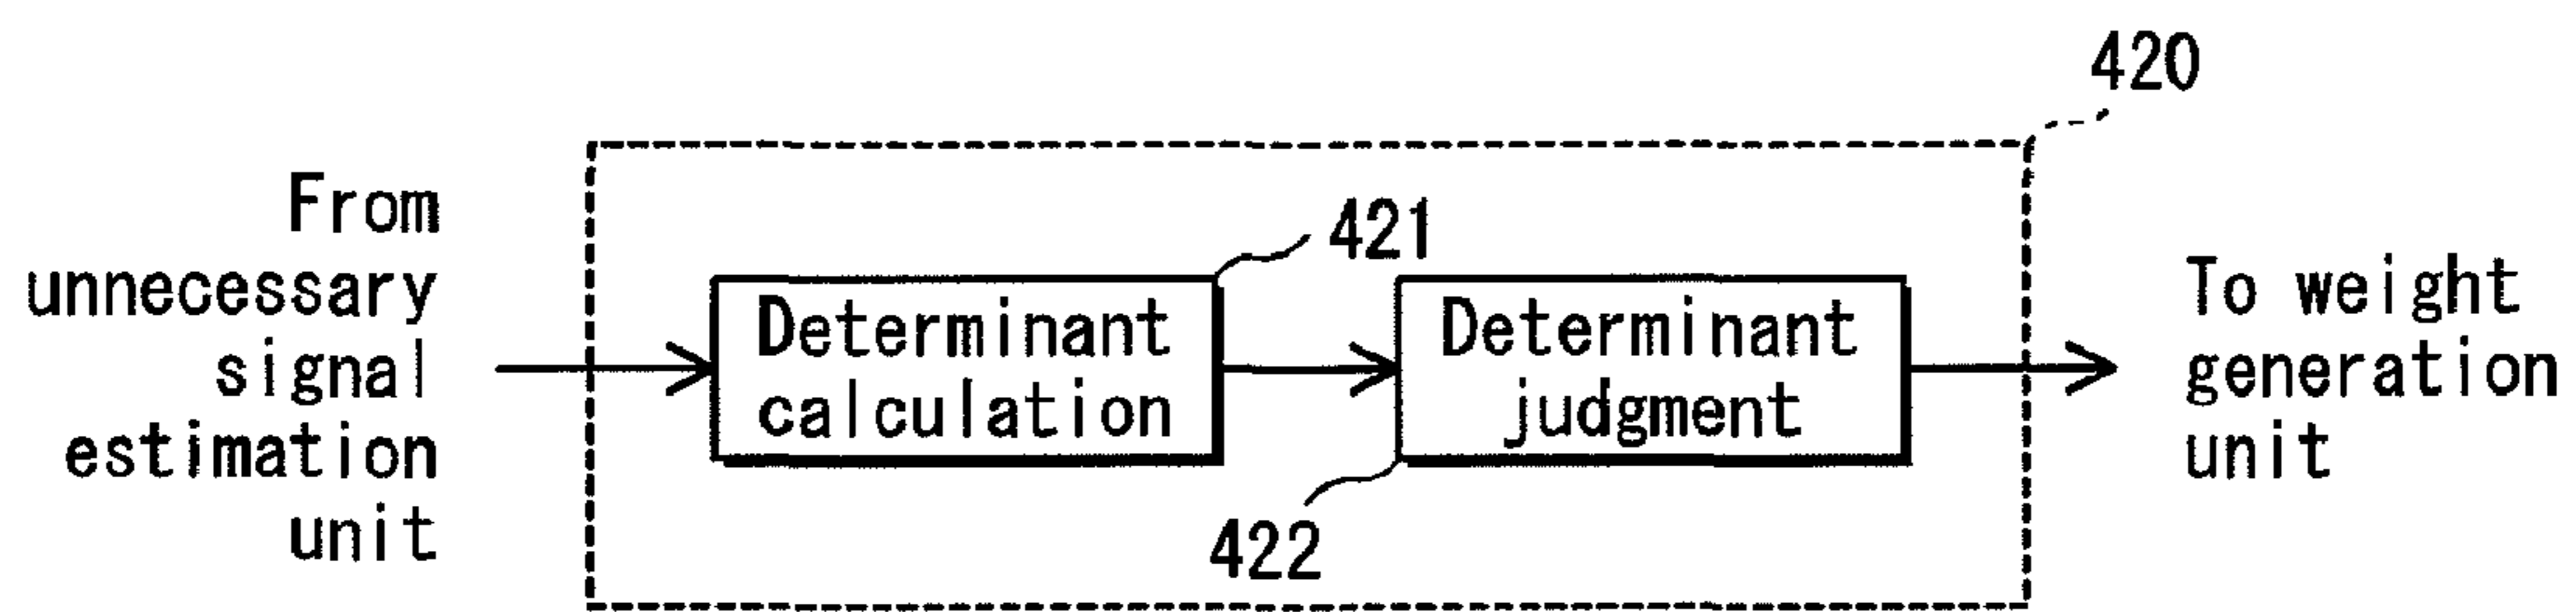 420
From
unnecessary
signal
estimation
unit
421
Determinant
calculation
Determinant
judgment
422
To weight
generation
unit